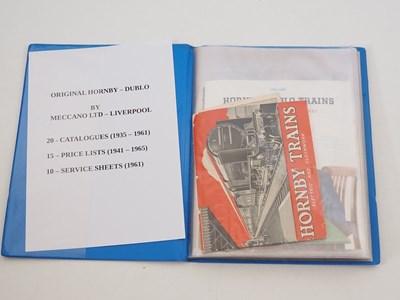 ORIGINAL HORNBY – DUBLO
BY
MECCANO LTD – LIVERPOOL
20 - CATALOGUES (1935 – 1961)
15 – PRICE LISTS (1941 – 1965)
10 – SERVICE SHEETS (1961)
TRAINS
HORNBY TRAINS